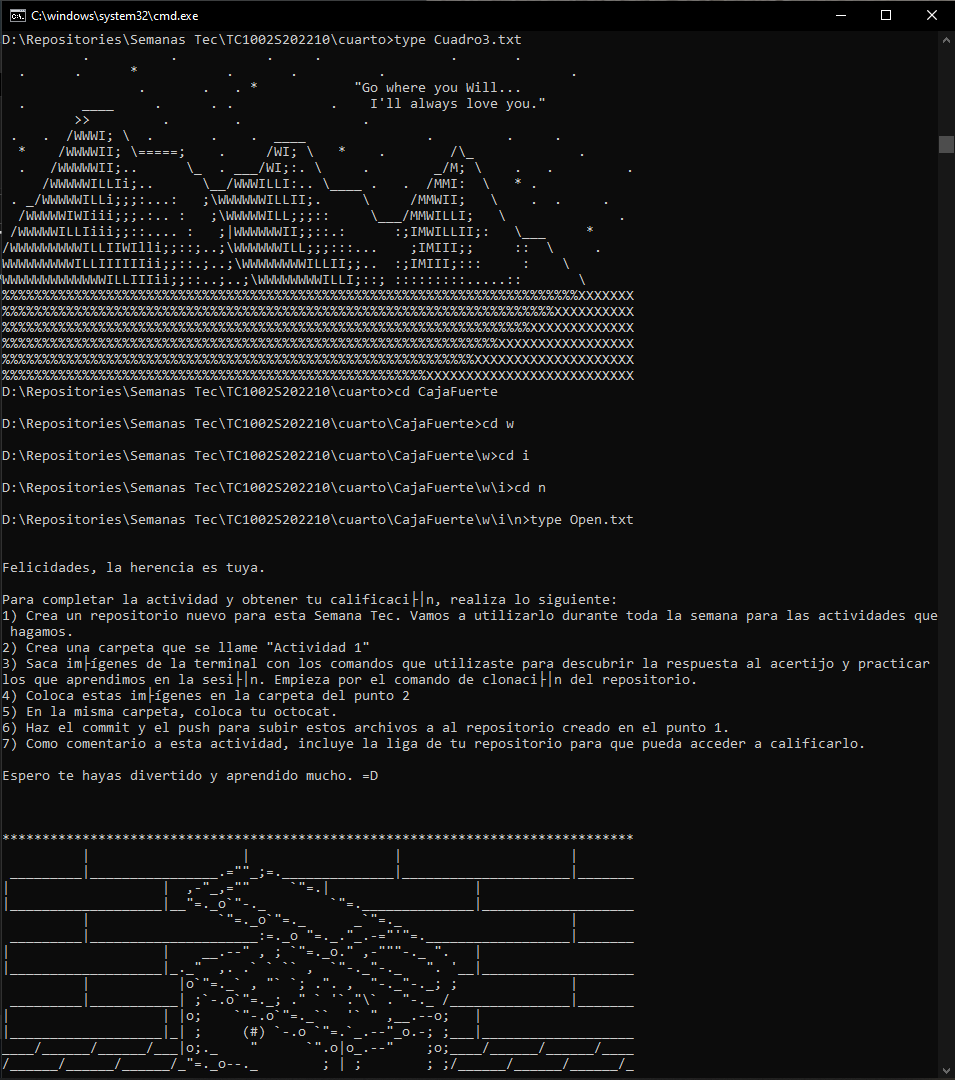 C:\windows\system32\cmd.exe
D:\Repositories\Semanas Tec\TC1002S202210\cuarto>type Cuadro3.txt
"Go where you Will...
I'll always love you."
D:\Repositories\Semanas Tec\TC1002S202210\cuarto>cd CajaFuerte
D:\Repositories\Semanas Tec\TC1002S202210\cuarto\CajaFuerte>cd w
D:\Repositories\Semanas Tec\TC1002S202210\cuarto\CajaFuerte\w>cd i
D:\Repositories\Semanas Tec\TC1002S202210\cuarto\CajaFuerte\w\i>cd n
D:\Repositories\Semanas Tec\TC1002S202210\cuarto\CajaFuerte\w\i\n>type Open.txt
Felicidades, la herencia es tuya.
Para completar la actividad y obtener tu calificaci├│n, realiza lo siguiente:
1) Crea un repositorio nuevo para esta Semana Tec. Vamos a utilizarlo durante toda la semana para las actividades que
hagamos.
2) Crea una carpeta que se llame "Actividad 1"
3) Saca im├ígenes de la terminal con los comandos que utilizaste para descubrir la respuesta al acertijo y practicar
los que aprendimos en la sesi├│n. Empieza por el comando de clonaci├│n del repositorio.
4) Coloca estas im├ígenes en la carpeta del punto 2
5) En la misma carpeta, coloca tu octocat.
6) Haz el commit y el push para subir estos archivos a al repositorio creado en el punto 1.
7) Como comentario a esta actividad, incluye la liga de tu repositorio para que pueda acceder a calificarlo.
Espero te hayas divertido y aprendido mucho. =D